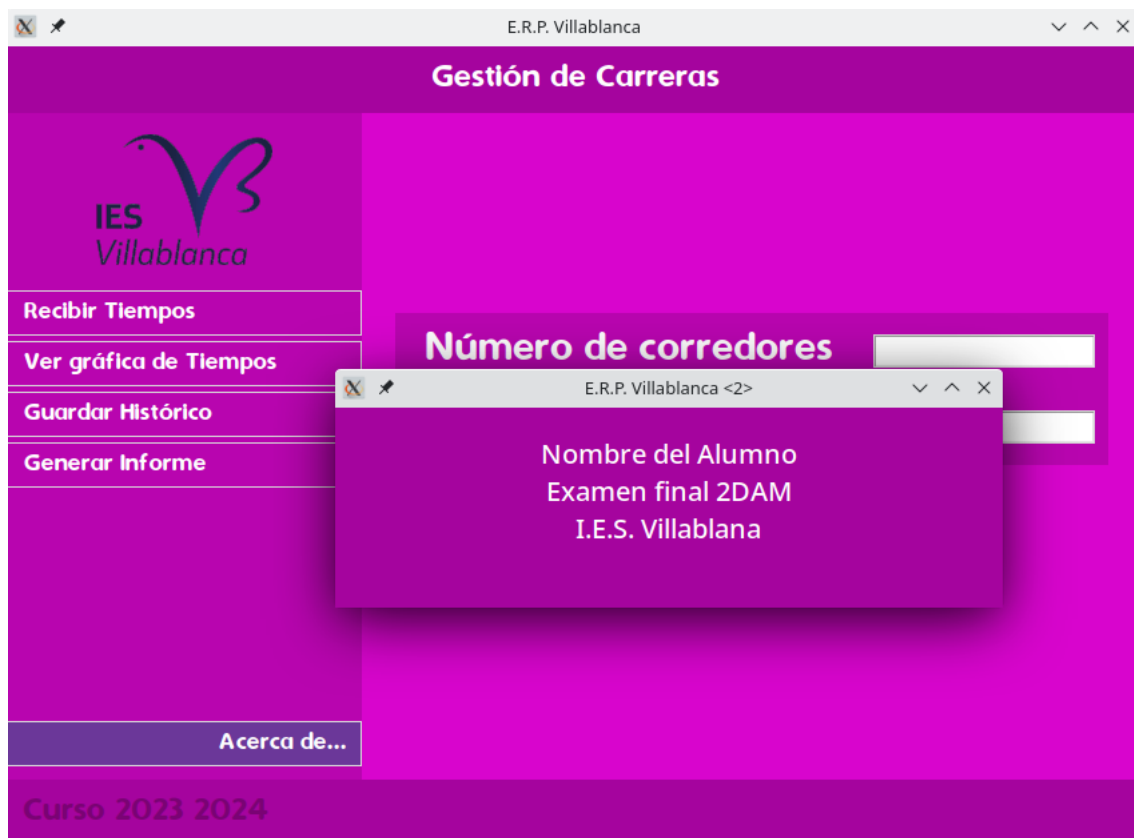 E.R.P. Villablanca
Gestión de Carreras
IES
Villablanca
Recibir Tiempos
Ver gráfica de Tiempos
Guardar Histórico
Generar Informe
Número de corredores
E.R.P. Villablanca <2>
Nombre del Alumno
Examen final 2DAM
I.E.S. Villablana
Acerca de...
Curso 2023 2024